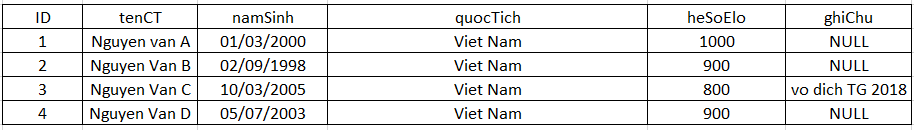 ID tenCT namSinh quocTich heSoElo ghiChu
1 Nguyen van A 01/03/2000 Viet Nam 1000 NULL
2 Nguyen Van B 02/09/1998 Viet Nam 900 NULL
3 Nguyen Van C 10/03/2005 Viet Nam 800 vo dich TG 2018
4 Nguyen Van D 05/07/2003 Viet Nam 900 NULL